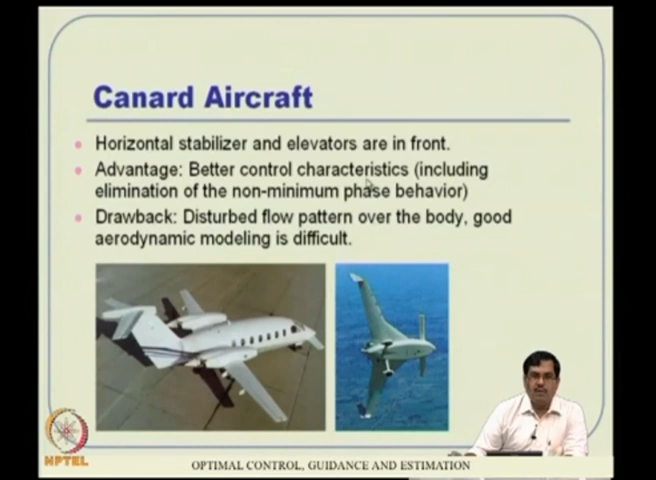 Canard Aircraft
Horizontal stabilizer and elevators are in front.
Advantage: Better control characteristics (including
elimination of the non-minimum phase behavior)
Drawback: Disturbed flow pattern over the body, good
aerodynamic modeling is difficult.
NPTEL
OPTIMAL CONTROL, GUIDANCE AND ESTIMATION